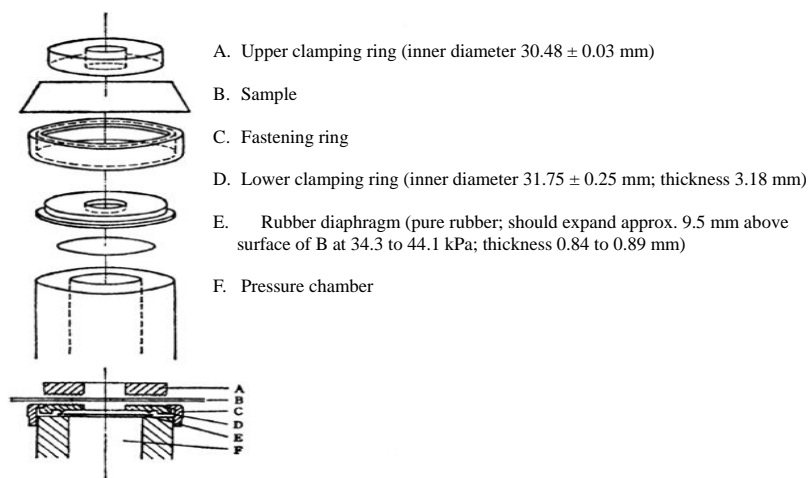 A. Upper clamping ring (inner diameter 30.48 ± 0.03 mm)
B. Sample
C. Fastening ring
D. Lower clamping ring (inner diameter 31.75 ± 0.25 mm; thickness 3.18 mm)
E. Rubber diaphragm (pure rubber; should expand approx. 9.5 mm above
surface of B at 34.3 to 44.1 kPa; thickness 0.84 to 0.89 mm)
F. Pressure chamber
A
B
C
D
E
F